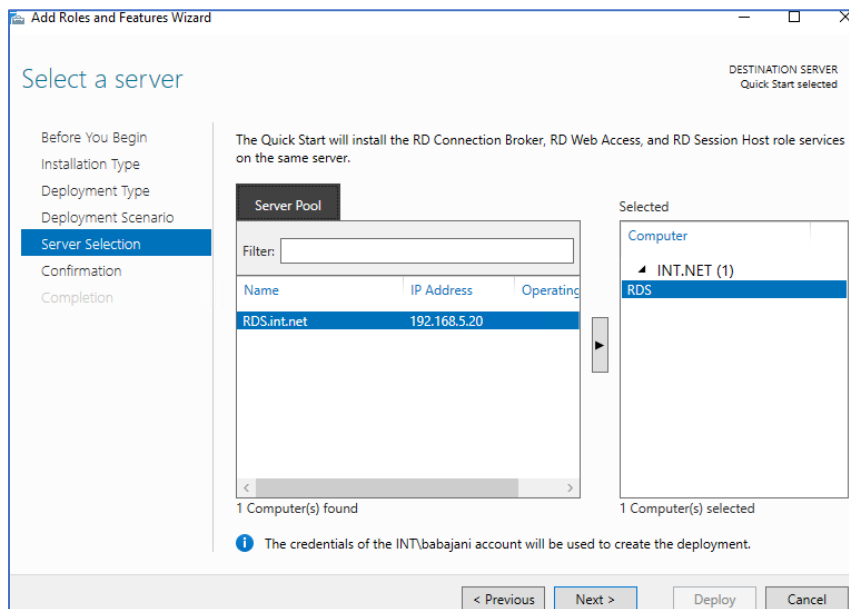 Add Roles and Features Wizard
Select a server
DESTINATION SERVER
Quick Start selected
Before You Begin
Installation Type
Deployment Type
Deployment Scenario
Server Selection
Confirmation
Completion
The Quick Start will install the RD Connection Broker, RD Web Access, and RD Session Host role services
on the same server.
Server Pool
Filter:
Name IP Address Operating
RDS.int.net 192.168.5.20
1 Computer(s) found
Selected
Computer
INT.NET (1)
RDS
1 Computer(s) selected
The credentials of the INT\babajani account will be used to create the deployment.
< Previous Next > Deploy Cancel